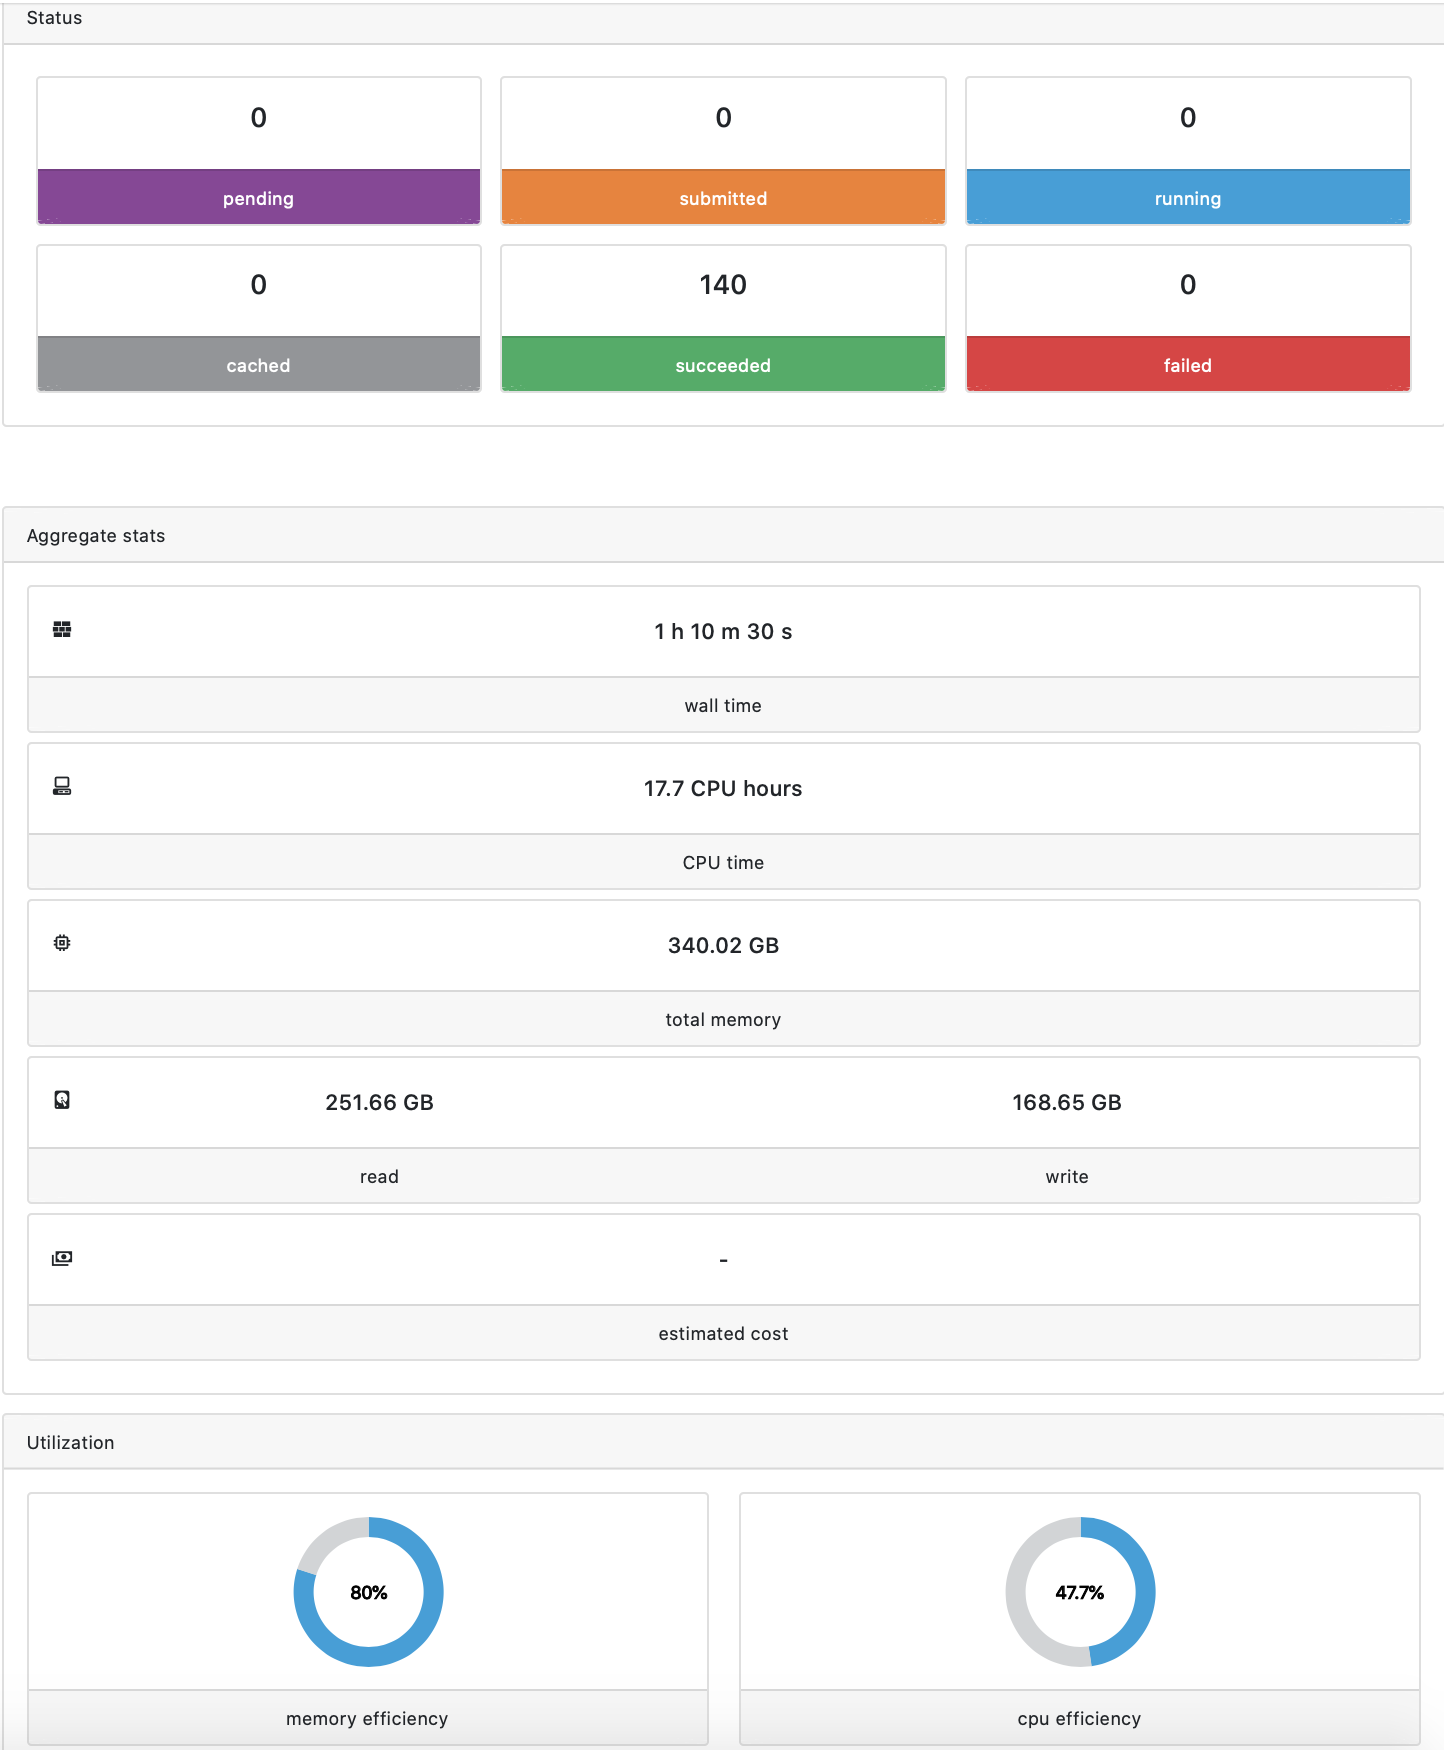 Status
0 0 0
pending submitted running
0 140 0
cached succeeded failed
Aggregate stats
1 h 10 m 30 s
wall time
17.7 CPU hours
CPU time
340.02 GB
total memory
251.66 GB 168.65 GB
read write
-
estimated cost
Utilization
80% 47.7%
memory efficiency cpu efficiency